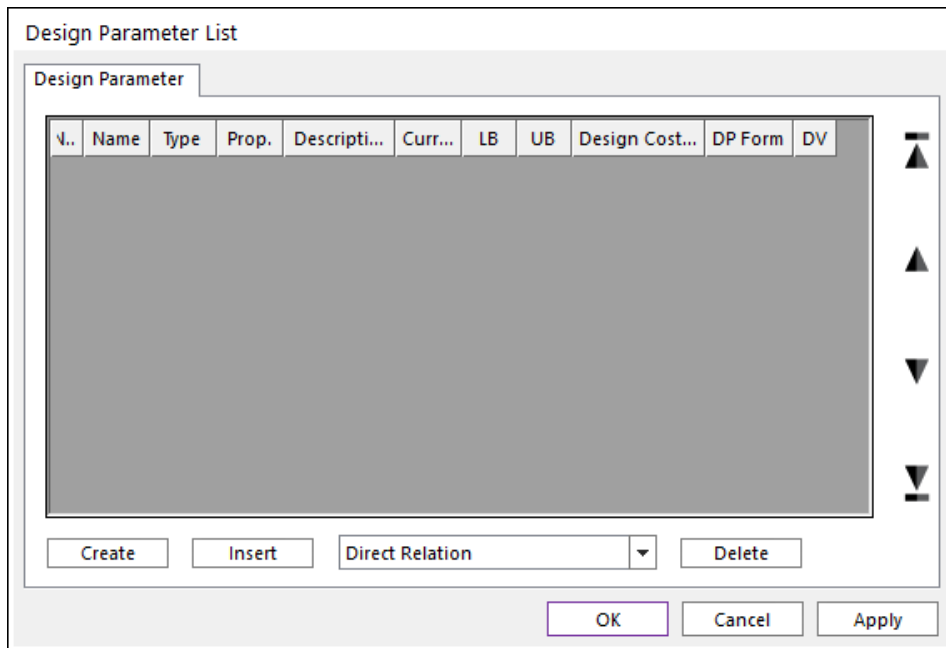 Design Parameter List
Design Parameter
N.. Name Type Prop. Descripti... Curr... LB UB Design Cost... DP Form DV
Create Insert Direct Relation Delete
OK Cancel Apply